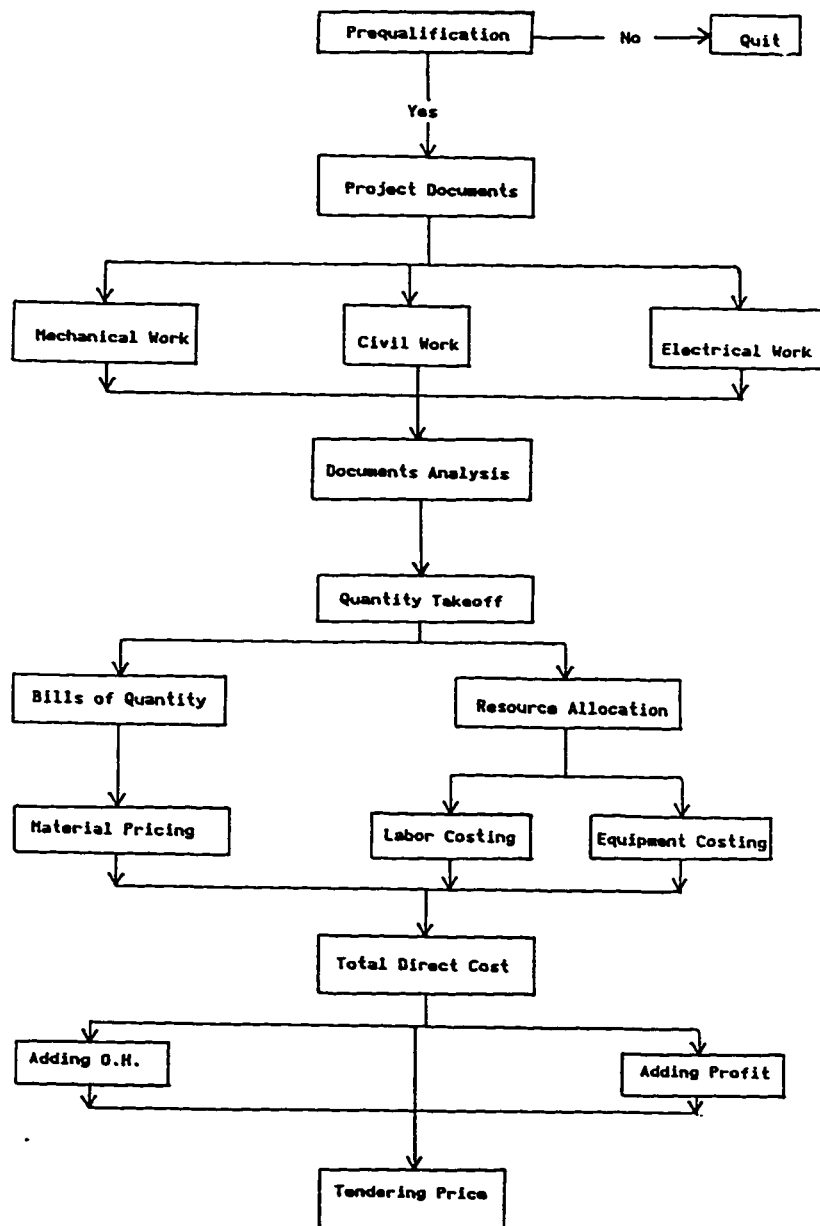 Prequalification
No
Quit
Yes
Project Documents
Mechanical Work
Civil Work
Electrical Work
Documents Analysis
Quantity Takeoff
Bills of Quantity
Resource Allocation
Material Pricing
Labor Costing
Equipment Costing
Total Direct Cost
Adding O.H.
Adding Profit
Tendering Price